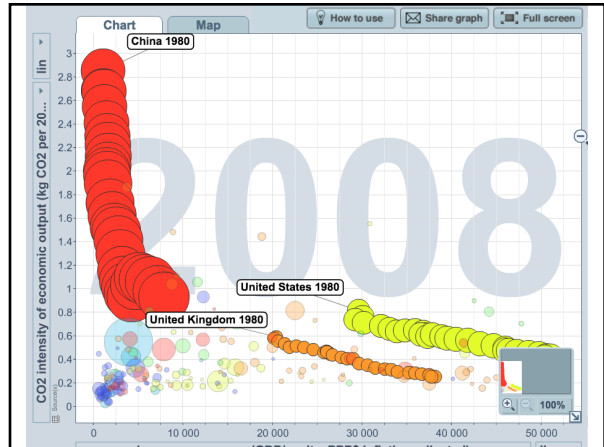 Chart
Map
How to use
Share graph
Full screen
lin
CO2 intensity of economic output (kg CO2 per 20...
China 1980
2008
United States 1980
United Kingdom 1980
3
2.8
2.6
2.4
2.2
2
1.8
1.6
1.4
1.2
1
0.8
0.6
0.4
0.2
0
0
10 000
20 000
30 000
40 000
50 000
100%